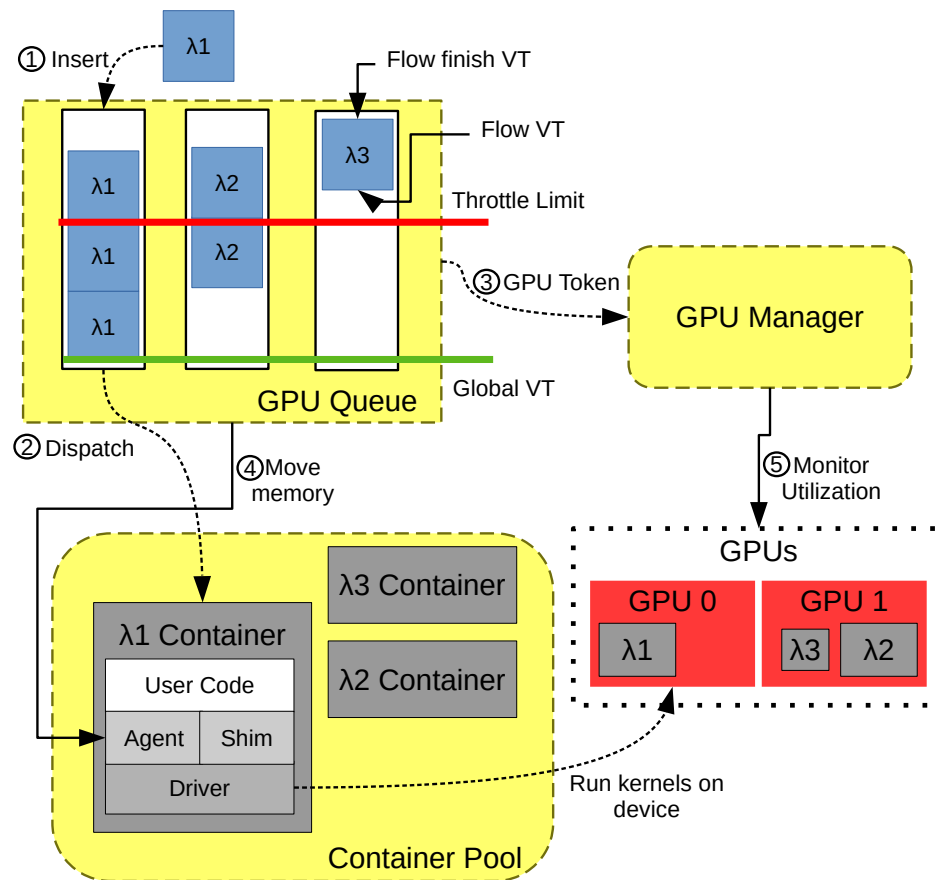 ① Insert
λ1
Flow finish VT
Flow VT
λ1
λ2
λ3
Throttle Limit
λ1
λ2
③ GPU Token
GPU Manager
λ1
Global VT
GPU Queue
② Dispatch
④ Move
memory
⑤ Monitor
Utilization
GPUs
GPU 0
GPU 1
λ1
λ3
λ2
λ3 Container
λ1 Container
λ2 Container
User Code
Agent
Shim
Driver
Run kernels on
device
Container Pool